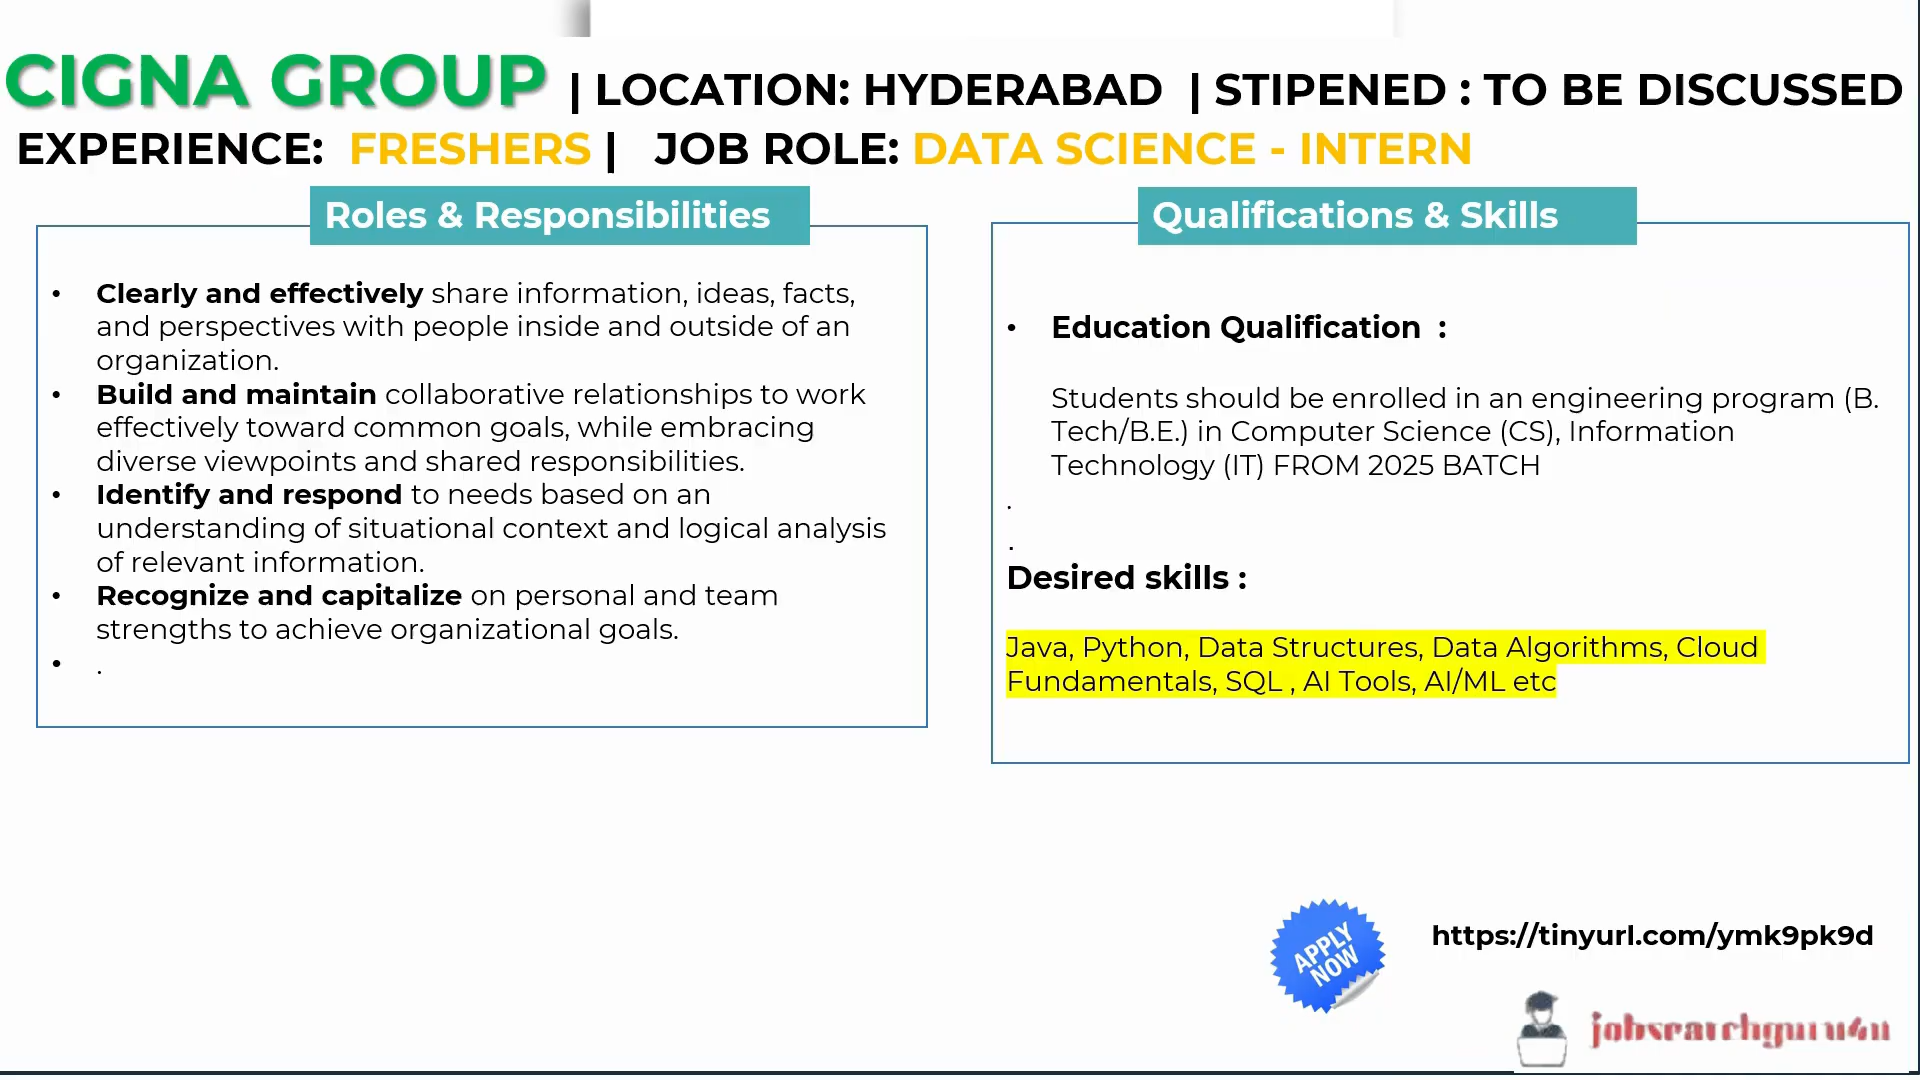 CIGNA GROUP | LOCATION: HYDERABAD | STIPENED : TO BE DISCUSSED
EXPERIENCE: FRESHERS | JOB ROLE: DATA SCIENCE - INTERN
Roles & Responsibilities
• Clearly and effectively share information, ideas, facts,
and perspectives with people inside and outside of an
organization.
• Build and maintain collaborative relationships to work
effectively toward common goals, while embracing
diverse viewpoints and shared responsibilities.
• Identify and respond to needs based on an
understanding of situational context and logical analysis
of relevant information.
• Recognize and capitalize on personal and team
strengths to achieve organizational goals.
• .
Qualifications & Skills
• Education Qualification :
Students should be enrolled in an engineering program (B.
Tech/B.E.) in Computer Science (CS), Information
Technology (IT) FROM 2025 BATCH
.
.
Desired skills :
Java, Python, Data Structures, Data Algorithms, Cloud
Fundamentals, SQL , AI Tools, AI/ML etc
APPLY
NOW
https://tinyurl.com/ymk9pk9d
jobsearchguru4u